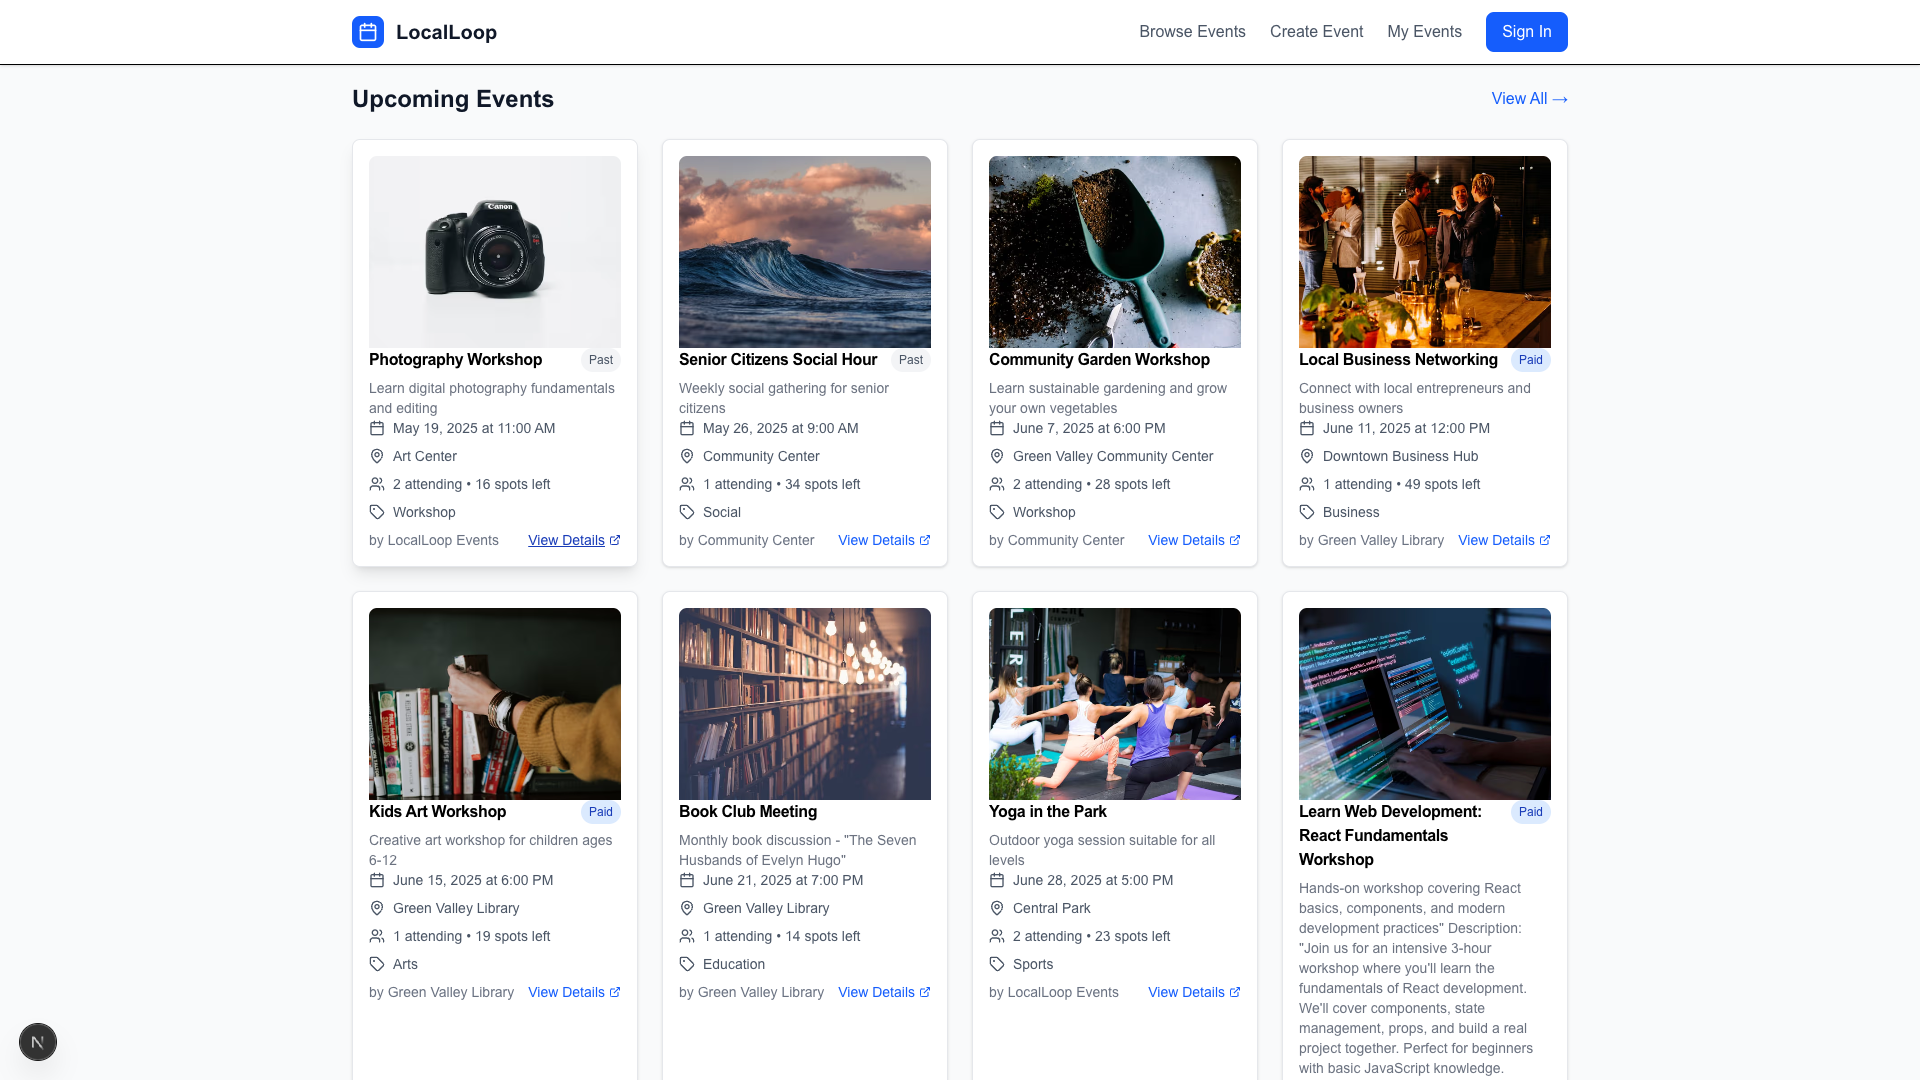 LocalLoop
Browse Events
Create Event
My Events
Sign In
Upcoming Events
View All →
Canon
Photography Workshop
Past
Learn digital photography fundamentals
and editing
May 19, 2025 at 11:00 AM
Art Center
2 attending • 16 spots left
Workshop
by LocalLoop Events
View Details
Senior Citizens Social Hour
Past
Weekly social gathering for senior
citizens
May 26, 2025 at 9:00 AM
Community Center
1 attending • 34 spots left
Social
by Community Center
View Details
Community Garden Workshop
Learn sustainable gardening and grow
your own vegetables
June 7, 2025 at 6:00 PM
Green Valley Community Center
2 attending • 28 spots left
Workshop
by Community Center
View Details
Local Business Networking
Paid
Connect with local entrepreneurs and
business owners
June 11, 2025 at 12:00 PM
Downtown Business Hub
1 attending • 49 spots left
Business
by Green Valley Library
View Details
Kids Art Workshop
Paid
Creative art workshop for children ages
6-12
June 15, 2025 at 6:00 PM
Green Valley Library
1 attending • 19 spots left
Arts
by Green Valley Library
View Details
Book Club Meeting
Monthly book discussion - "The Seven
Husbands of Evelyn Hugo"
June 21, 2025 at 7:00 PM
Green Valley Library
1 attending • 14 spots left
Education
by Green Valley Library
View Details
Yoga in the Park
Outdoor yoga session suitable for all
levels
June 28, 2025 at 5:00 PM
Central Park
2 attending • 23 spots left
Sports
by LocalLoop Events
View Details
Learn Web Development:
React Fundamentals
Workshop
Paid
Hands-on workshop covering React
basics, components, and modern
development practices" Description:
"Join us for an intensive 3-hour
workshop where you'll learn the
fundamentals of React development.
We'll cover components, state
management, props, and build a real
project together. Perfect for beginners
with basic JavaScript knowledge.
N